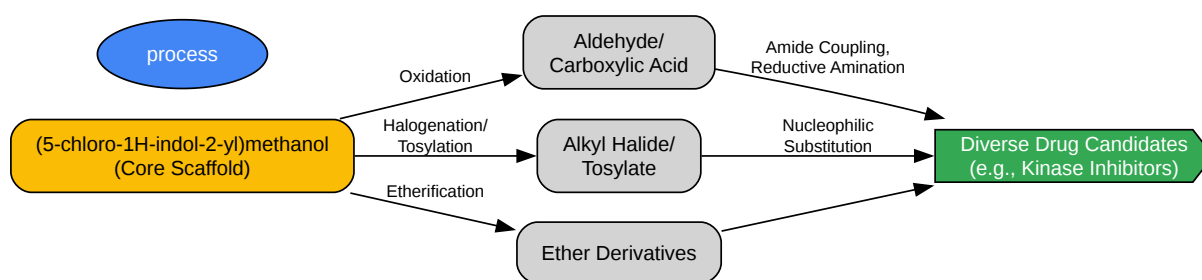 process
(5-chloro-1H-indol-2-yl)methanol
(Core Scaffold)
Oxidation
Halogenation/
Tosylation
Etherification
Aldehyde/
Carboxylic Acid
Alkyl Halide/
Tosylate
Ether Derivatives
Amide Coupling,
Reductive Amination
Nucleophilic
Substitution
Diverse Drug Candidates
(e.g., Kinase Inhibitors)